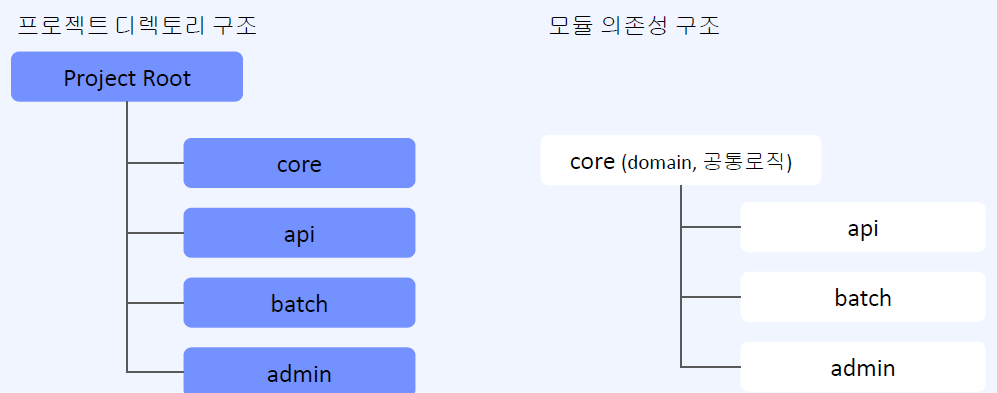 프로젝트 디렉토리 구조
Project Root
core
api
batch
admin
모듈 의존성 구조
core (domain, 공통로직)
api
batch
admin